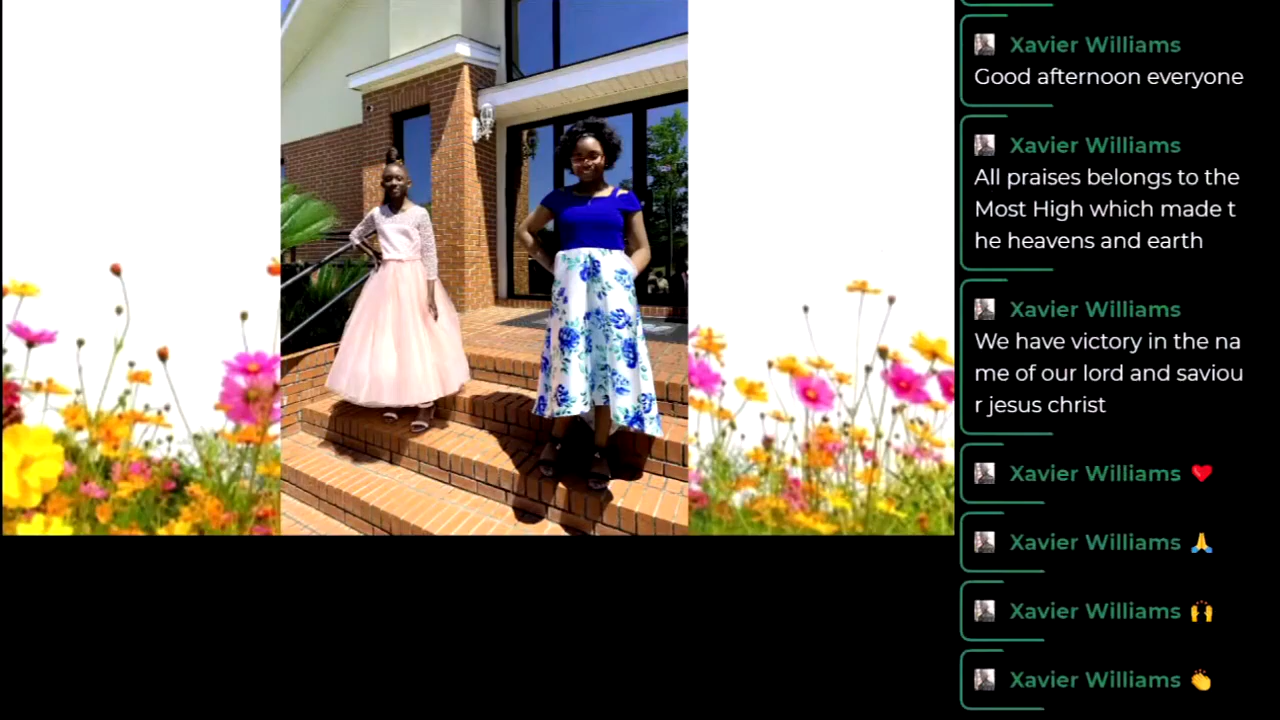 Xavier Williams
Good afternoon everyone
Xavier Williams
All praises belongs to the
Most High which made t
he heavens and earth
Xavier Williams
We have victory in the na
me of our lord and saviou
r jesus christ
Xavier Williams ❤️
Xavier Williams 🙏
Xavier Williams 🙌
Xavier Williams 👏